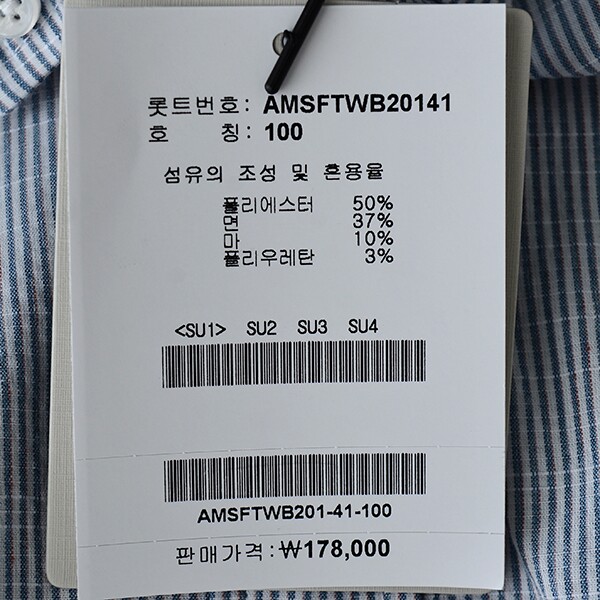 롯트번호: AMSFTWB20141
호 칭: 100
섬유의 조성 및 혼용율
폴리에스터 50%
면 37%
마 10%
폴리우레탄 3%
<SU1> SU2 SU3 SU4
AMSFTWB201-41-100
판매가격:₩178,000